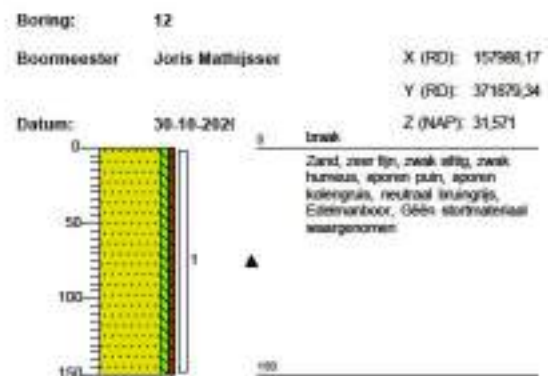 Boring: 12
Boormeester Joris Mathijssen X (RD): 157988,17
Y (RD): 371679,34
Datum: 30-10-202 Z (NAP): 31,571
0
0 braak
Zand, zeer fijn, zwak siltig, zwak
humeus, sporen puin, sporen
kolengruis, neutraal bruingrijs,
Edelmanboor, Géén stortmateriaal
waargenomen
50
1
100
150
150